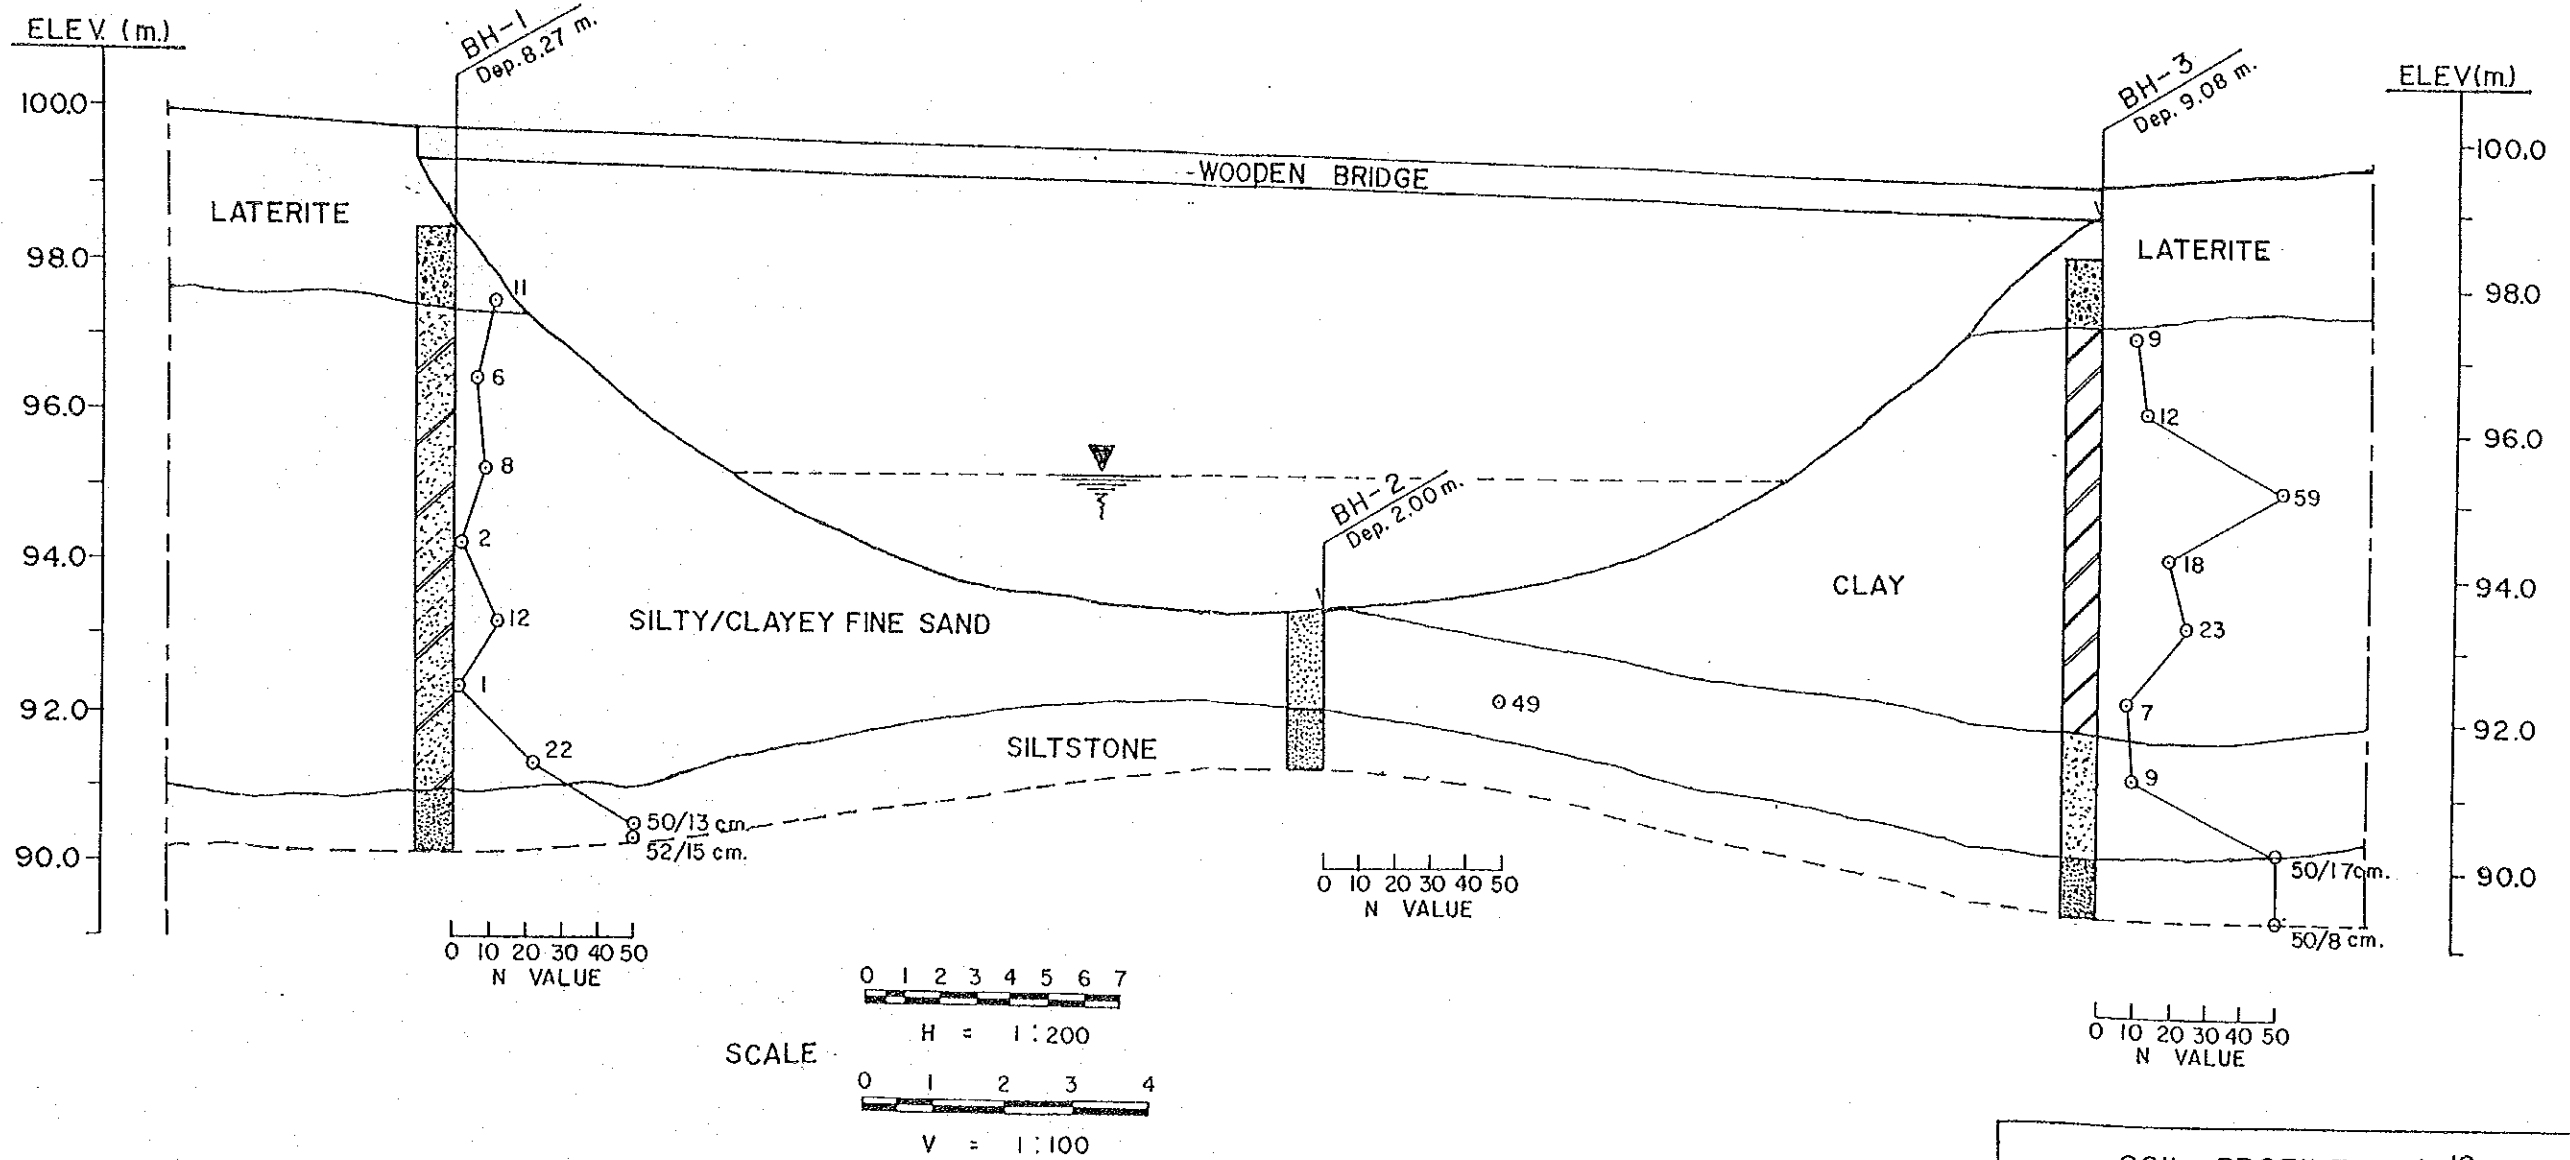 ELEV. (m.)
BH-1
Dep. 8.27 m.
BH-3
Dep. 9.08 m.
ELEV(m.)
100.0
98.0
96.0
94.0
92.0
90.0
100.0
98.0
96.0
94.0
92.0
90.0
WOODEN BRIDGE
LATERITE
LATERITE
11
6
8
2
12
1
22
50/13 cm.
52/15 cm.
BH-2
Dep. 2.00 m.
SILTY/CLAYEY FINE SAND
CLAY
SILTSTONE
49
9
12
59
18
23
7
9
50/17cm.
50/8 cm.
0 10 20 30 40 50
N VALUE
0 10 20 30 40 50
N VALUE
0 10 20 30 40 50
N VALUE
SCALE
0 1 2 3 4 5 6 7
H = 1:200
0 1 2 3 4
V = 1:100